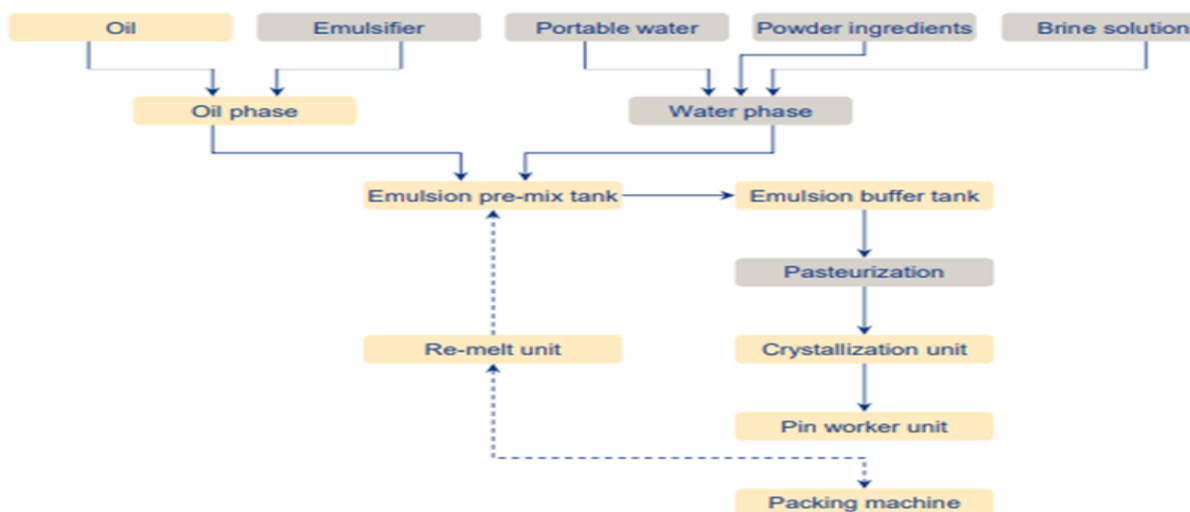 Oil
Emulsifier
Portable water
Powder ingredients
Brine solution
Oil phase
Water phase
Emulsion pre-mix tank
Emulsion buffer tank
Pasteurization
Re-melt unit
Crystallization unit
Pin worker unit
Packing machine